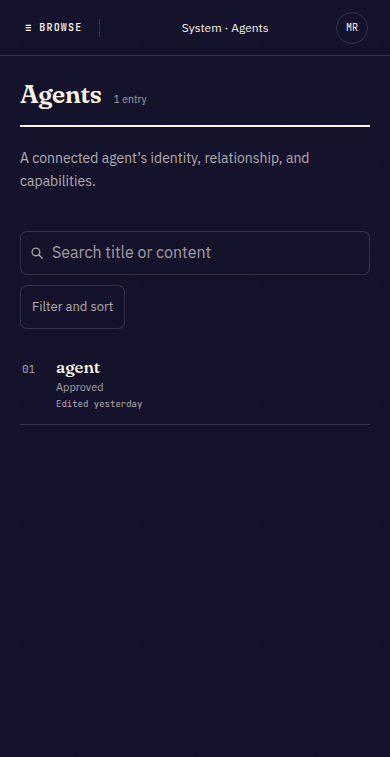 ≡ BROWSE
System · Agents
MR
Agents 1 entry
A connected agent’s identity, relationship, and
capabilities.
Search title or content
Filter and sort
01 agent
Approved
Edited yesterday